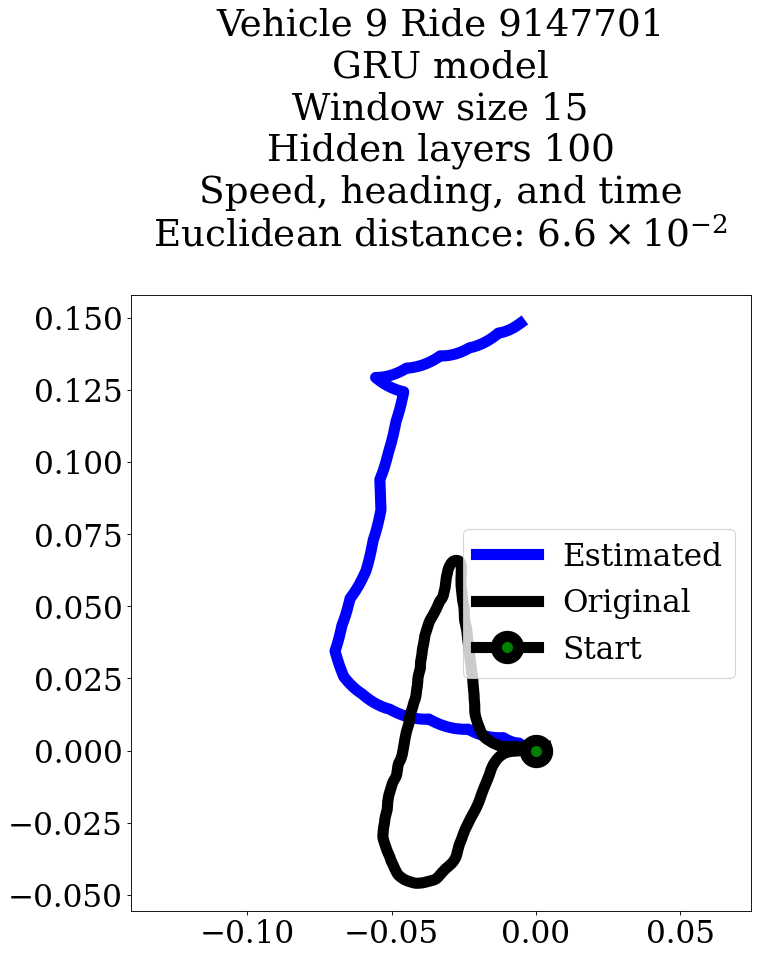 Vehicle 9 Ride 9147701
GRU model
Window size 15
Hidden layers 100
Speed, heading, and time
Euclidean distance: 6.6 × 10⁻²
0.150
0.125
0.100
0.075
0.050
0.025
0.000
−0.025
−0.050
Estimated
Original
Start
−0.10
−0.05
0.00
0.05